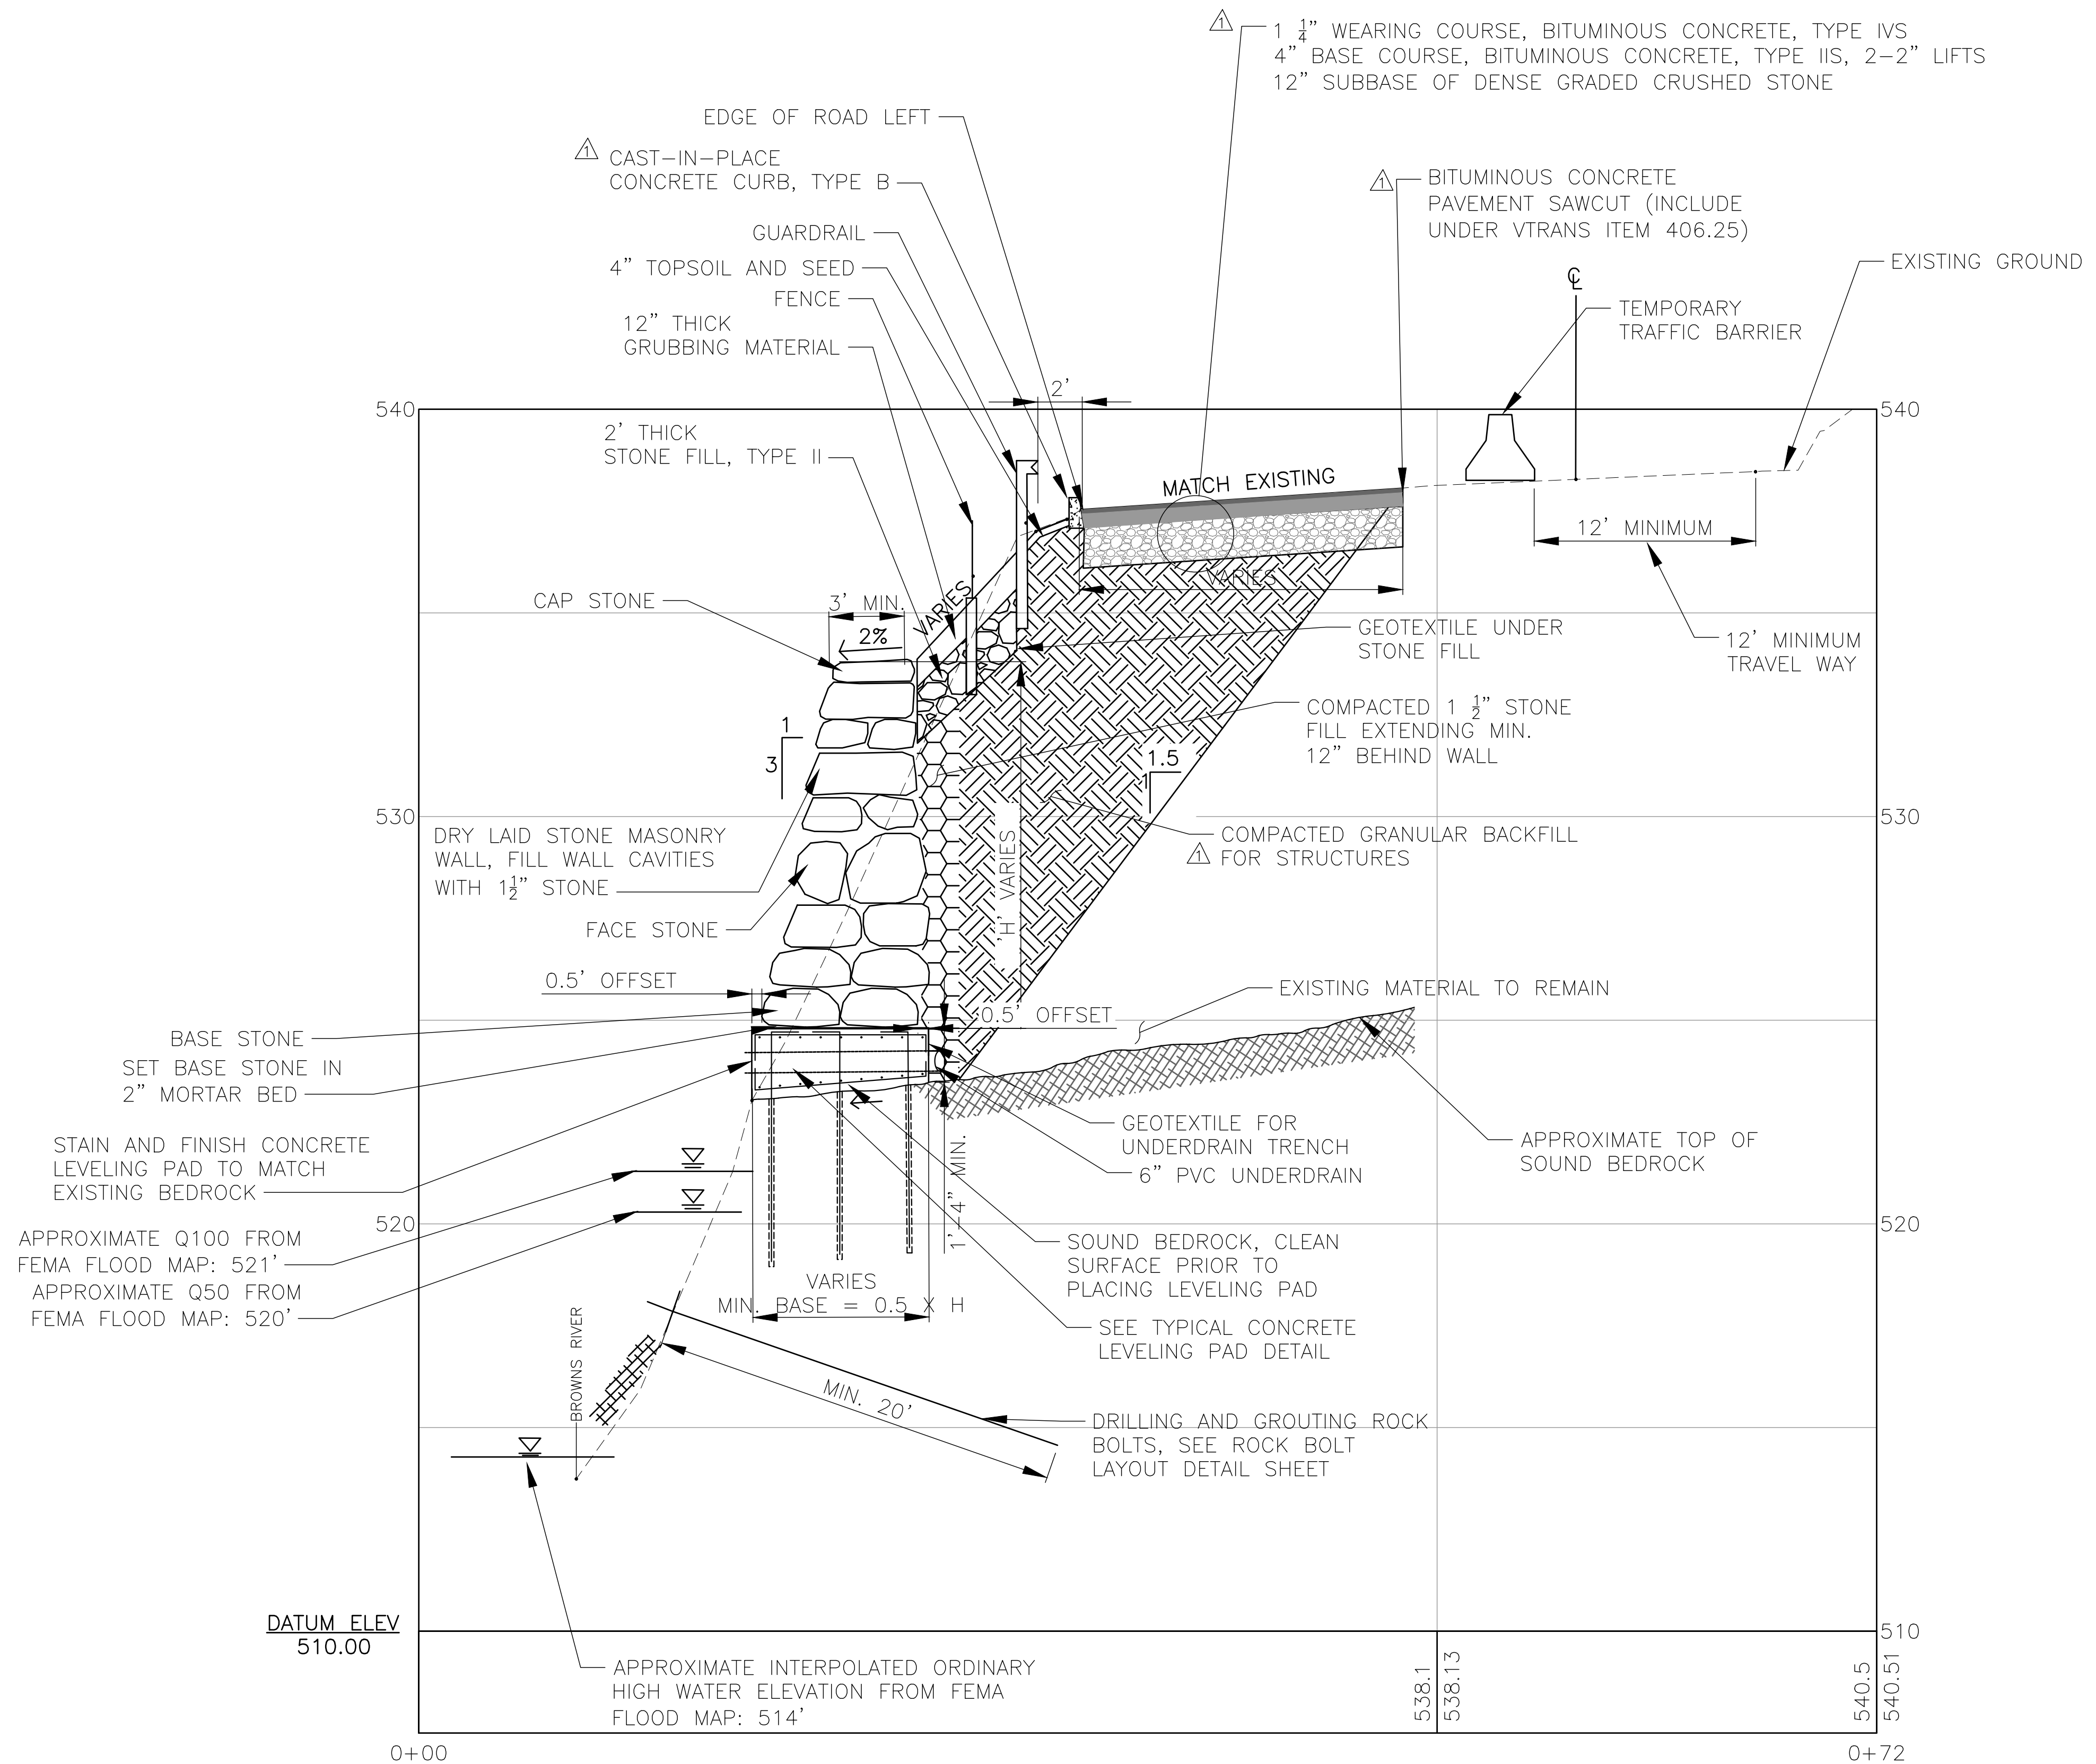 1 1/4" WEARING COURSE, BITUMINOUS CONCRETE, TYPE IVS
4" BASE COURSE, BITUMINOUS CONCRETE, TYPE IIS, 2-2" LIFTS
12" SUBBASE OF DENSE GRADED CRUSHED STONE
1
EDGE OF ROAD LEFT
1
CAST-IN-PLACE
CONCRETE CURB, TYPE B
1
BITUMINOUS CONCRETE
PAVEMENT SAWCUT (INCLUDE
UNDER VTRANS ITEM 406.25)
GUARDRAIL
4" TOPSOIL AND SEED
FENCE
12" THICK
GRUBBING MATERIAL
EXISTING GROUND
℄
TEMPORARY
TRAFFIC BARRIER
2'
540
540
2' THICK
STONE FILL, TYPE II
MATCH EXISTING
12' MINIMUM
VARIES
CAP STONE
3' MIN.
VARIES
2%
GEOTEXTILE UNDER
STONE FILL
12' MINIMUM
TRAVEL WAY
COMPACTED 1 1/2" STONE
FILL EXTENDING MIN.
12" BEHIND WALL
1
3
1.5
1
530
530
DRY LAID STONE MASONRY
WALL, FILL WALL CAVITIES
WITH 1 1/2" STONE
COMPACTED GRANULAR BACKFILL
FOR STRUCTURES
1
'H' VARIES
FACE STONE
0.5' OFFSET
EXISTING MATERIAL TO REMAIN
0.5' OFFSET
BASE STONE
SET BASE STONE IN
2" MORTAR BED
STAIN AND FINISH CONCRETE
LEVELING PAD TO MATCH
EXISTING BEDROCK
GEOTEXTILE FOR
UNDERDRAIN TRENCH
6" PVC UNDERDRAIN
APPROXIMATE TOP OF
SOUND BEDROCK
1'-4" MIN.
520
520
APPROXIMATE Q100 FROM
FEMA FLOOD MAP: 521'
APPROXIMATE Q50 FROM
FEMA FLOOD MAP: 520'
SOUND BEDROCK, CLEAN
SURFACE PRIOR TO
PLACING LEVELING PAD
VARIES
MIN. BASE = 0.5 X H
SEE TYPICAL CONCRETE
LEVELING PAD DETAIL
BROWNS RIVER
MIN. 20'
DRILLING AND GROUTING ROCK
BOLTS, SEE ROCK BOLT
LAYOUT DETAIL SHEET
DATUM ELEV
510.00
510
APPROXIMATE INTERPOLATED ORDINARY
HIGH WATER ELEVATION FROM FEMA
FLOOD MAP: 514'
538.1
538.13
540.5
540.51
0+00
0+72